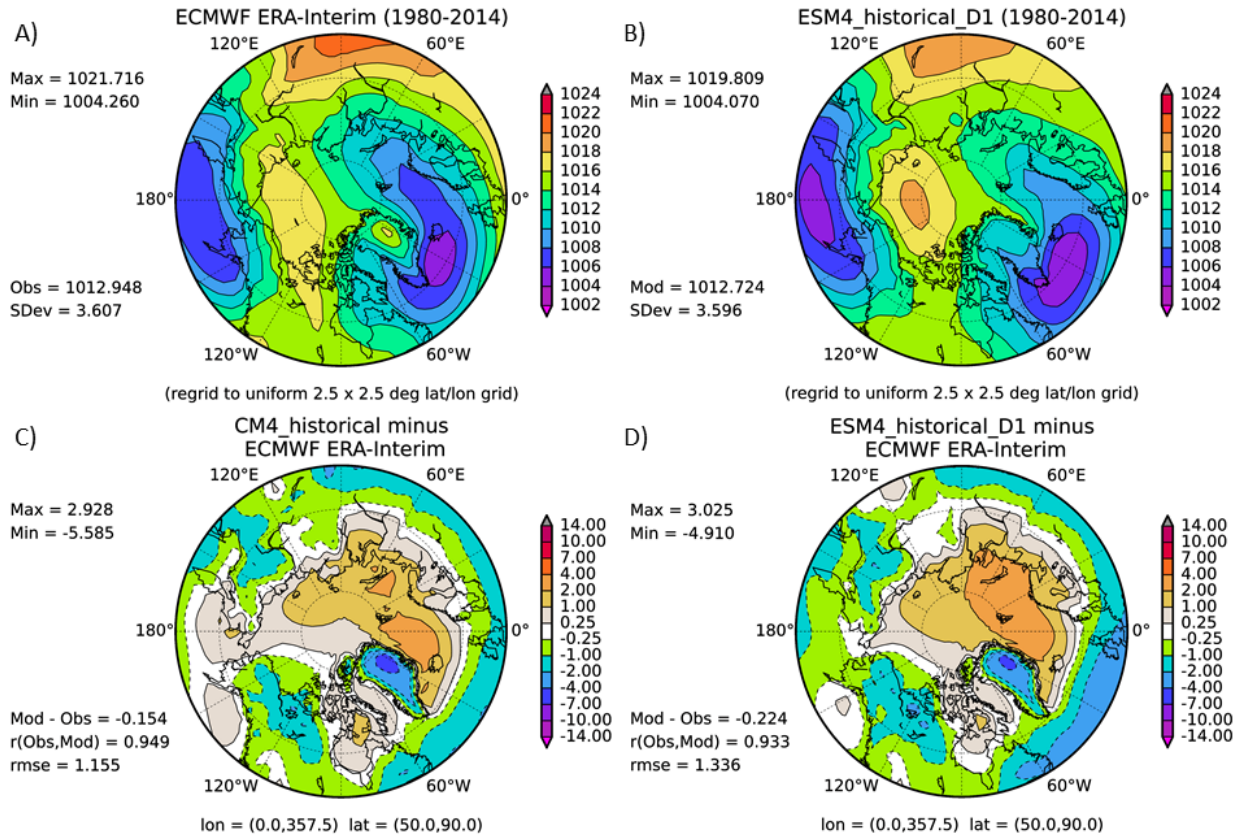 A)
ECMWF ERA-Interim (1980-2014)
120°E
60°E
Max = 1021.716
Min = 1004.260
180°
0°
Obs = 1012.948
SDev = 3.607
120°W
60°W
1024
1022
1020
1018
1016
1014
1012
1010
1008
1006
1004
1002
(regrid to uniform 2.5 x 2.5 deg lat/lon grid)
B)
ESM4_historical_D1 (1980-2014)
120°E
60°E
Max = 1019.809
Min = 1004.070
180°
0°
Mod = 1012.724
SDev = 3.596
120°W
60°W
1024
1022
1020
1018
1016
1014
1012
1010
1008
1006
1004
1002
(regrid to uniform 2.5 x 2.5 deg lat/lon grid)
C)
CM4_historical minus
ECMWF ERA-Interim
120°E
60°E
Max = 2.928
Min = -5.585
180°
0°
Mod - Obs = -0.154
r(Obs,Mod) = 0.949
rmse = 1.155
120°W
60°W
14.00
10.00
7.00
4.00
2.00
1.00
0.25
-0.25
-2.00
-4.00
-7.00
-10.00
-14.00
lon = (0.0,357.5) lat = (50.0,90.0)
D)
ESM4_historical_D1 minus
ECMWF ERA-Interim
120°E
60°E
Max = 3.025
Min = -4.910
180°
0°
Mod - Obs = -0.224
r(Obs,Mod) = 0.933
rmse = 1.336
120°W
60°W
14.00
10.00
7.00
4.00
2.00
1.00
0.25
-0.25
-2.00
-4.00
-7.00
-10.00
-14.00
lon = (0.0,357.5) lat = (50.0,90.0)